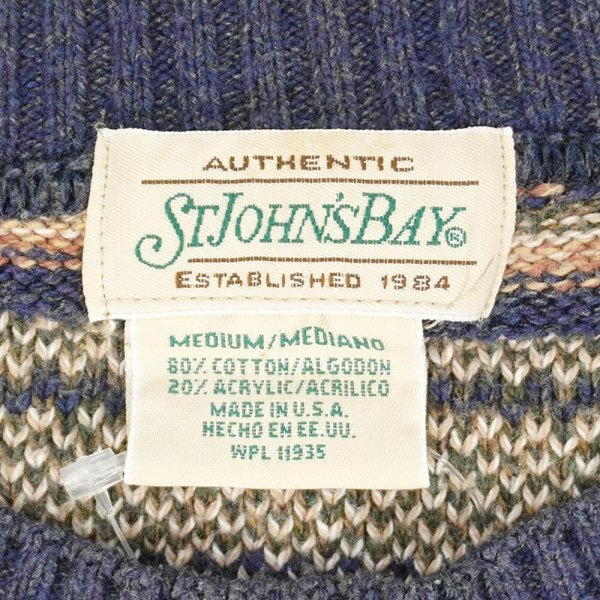 AUTHENTIC
ST JOHN'S BAY®
ESTABLISHED 1984
MEDIUM/MEDIANO
80% COTTON/ALGODON
20% ACRYLIC/ACRILICO
MADE IN U.S.A.
HECHO EN EE.UU.
WPL 11935